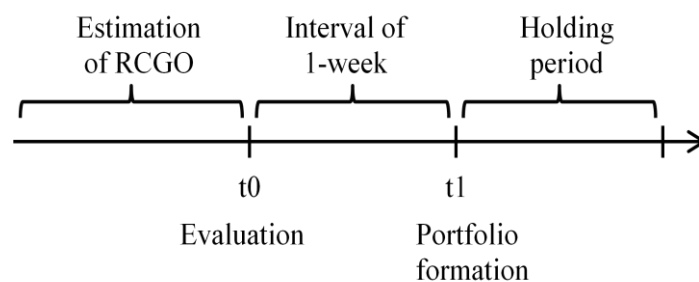 Estimation
of RCGO
Interval of
1-week
Holding
period
t0
t1
Evaluation
Portfolio
formation